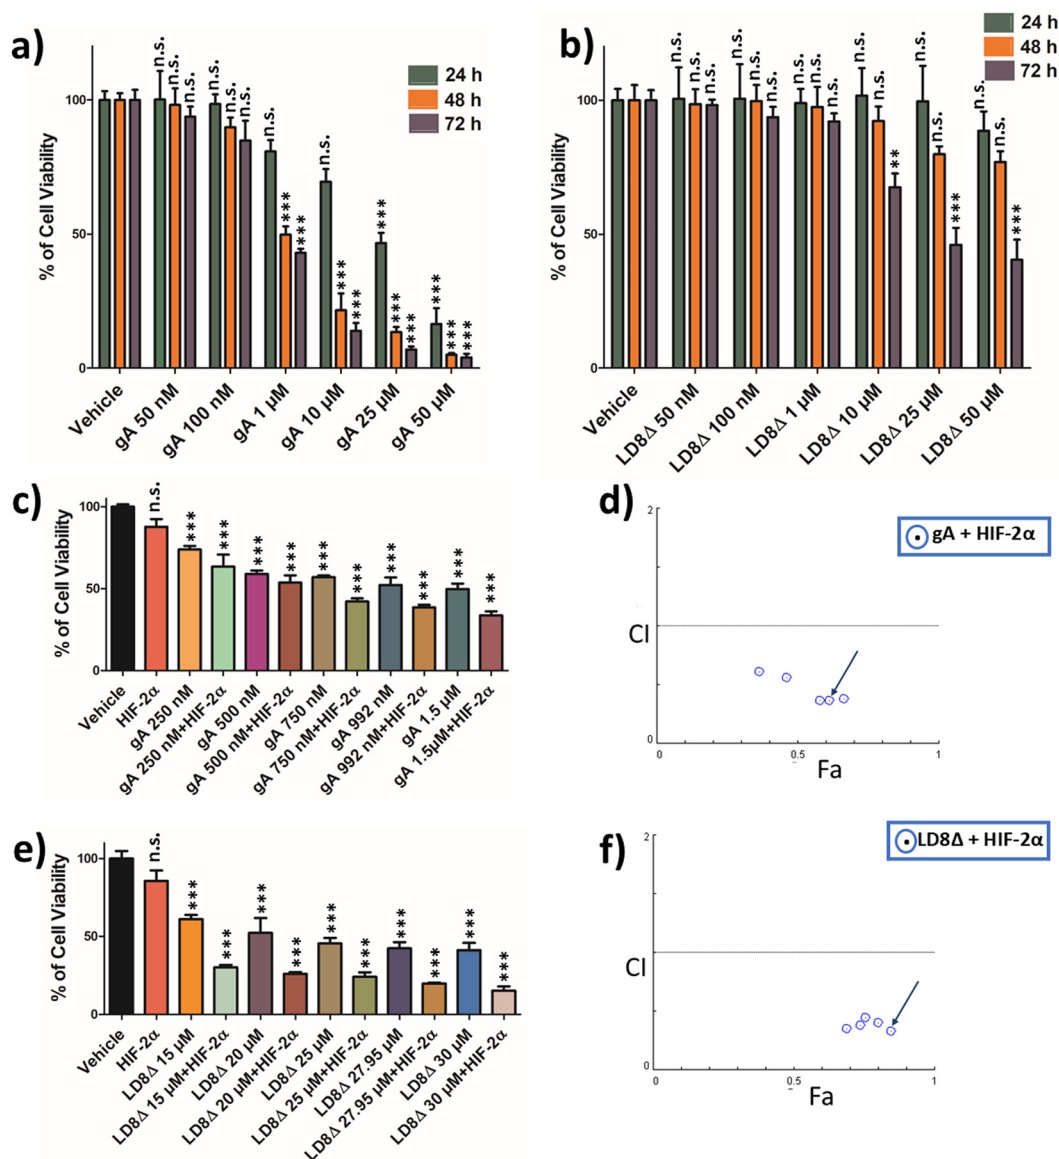 a)
% of Cell Viability
100
50
0
n.s. n.s. n.s. n.s. n.s. n.s. n.s. *** *** n.s. *** *** *** *** *** *** *** ***
24 h
48 h
72 h
Vehicle
gA 50 nM
gA 100 nM
gA 1 µM
gA 10 µM
gA 25 µM
gA 50 µM
b)
% of Cell Viability
100
50
0
n.s. n.s. n.s. n.s. n.s. n.s. n.s. n.s. n.s. n.s. n.s. ** n.s. n.s. *** n.s. n.s. ***
24 h
48 h
72 h
Vehicle
LD8Δ 50 nM
LD8Δ 100 nM
LD8Δ 1 µM
LD8Δ 10 µM
LD8Δ 25 µM
LD8Δ 50 µM
c)
% of Cell Viability
100
50
0
n.s. *** *** *** *** *** *** *** *** *** ***
Vehicle
HIF-2α
gA 250 nM
gA 250 nM+HIF-2α
gA 500 nM
gA 500 nM+HIF-2α
gA 750 nM
gA 750 nM+HIF-2α
gA 992 nM
gA 992 nM+HIF-2α
gA 1.5 µM
gA 1.5µM+HIF-2α
d)
gA + HIF-2α
2
CI
0
0 0.5 1
Fa
e)
% of Cell Viability
100
50
0
n.s. *** *** *** *** *** *** *** *** *** ***
Vehicle
HIF-2α
LD8Δ 15 µM
LD8Δ 15 µM+HIF-2α
LD8Δ 20 µM
LD8Δ 20 µM+HIF-2α
LD8Δ 25 µM
LD8Δ 25 µM+HIF-2α
LD8Δ 27.95 µM
LD8Δ 27.95 µM+HIF-2α
LD8Δ 30 µM
LD8Δ 30 µM+HIF-2α
f)
LD8Δ + HIF-2α
2
CI
0
0 0.5 1
Fa